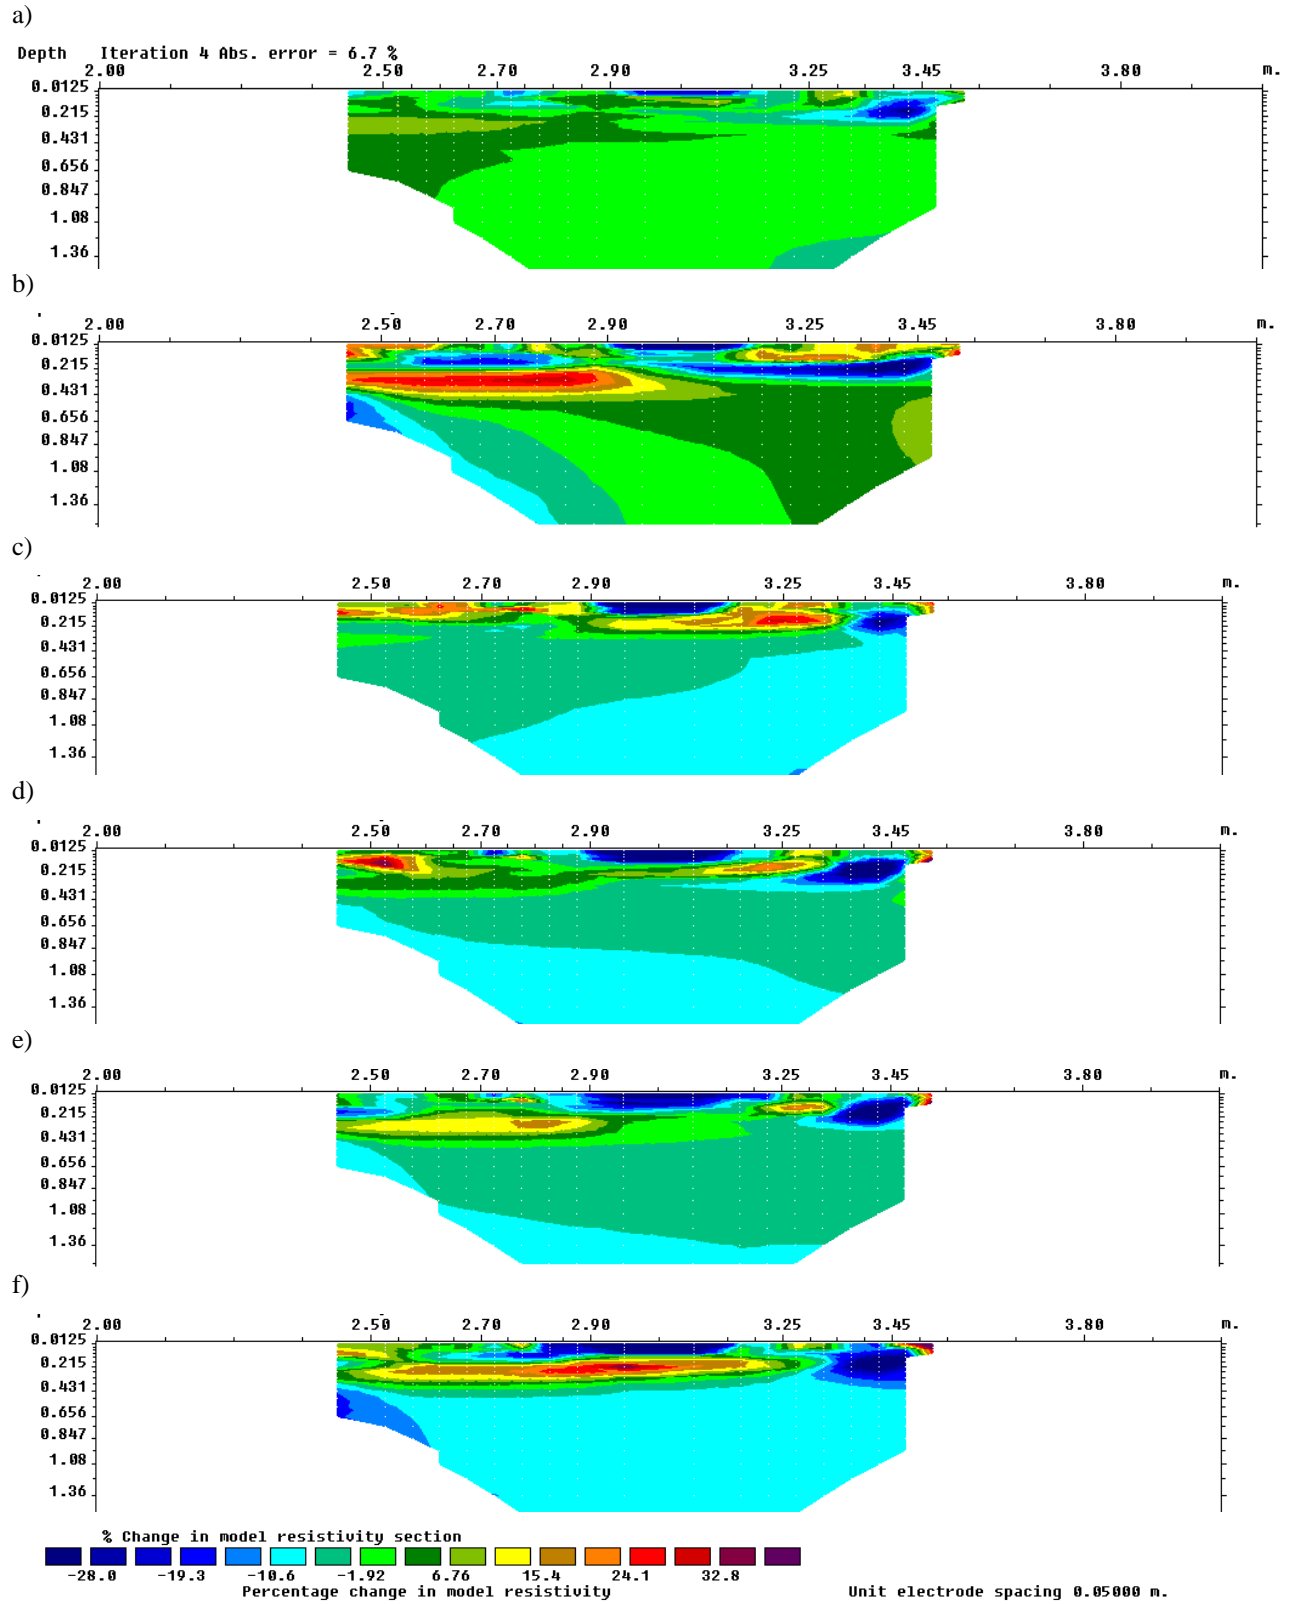 a)
Depth Iteration 4 Abs. error = 6.7 %
2.00 2.50 2.70 2.90 3.25 3.45 3.80 m.
0.0125
0.215
0.431
0.656
0.847
1.08
1.36
b)
2.00 2.50 2.70 2.90 3.25 3.45 3.80 m.
0.0125
0.215
0.431
0.656
0.847
1.08
1.36
c)
2.00 2.50 2.70 2.90 3.25 3.45 3.80 m.
0.0125
0.215
0.431
0.656
0.847
1.08
1.36
d)
2.00 2.50 2.70 2.90 3.25 3.45 3.80 m.
0.0125
0.215
0.431
0.656
0.847
1.08
1.36
e)
2.00 2.50 2.70 2.90 3.25 3.45 3.80 m.
0.0125
0.215
0.431
0.656
0.847
1.08
1.36
f)
2.00 2.50 2.70 2.90 3.25 3.45 3.80 m.
0.0125
0.215
0.431
0.656
0.847
1.08
1.36
% Change in model resistivity section
-28.0 -19.3 -10.6 -1.92 6.76 15.4 24.1 32.8
Percentage change in model resistivity Unit electrode spacing 0.05000 m.